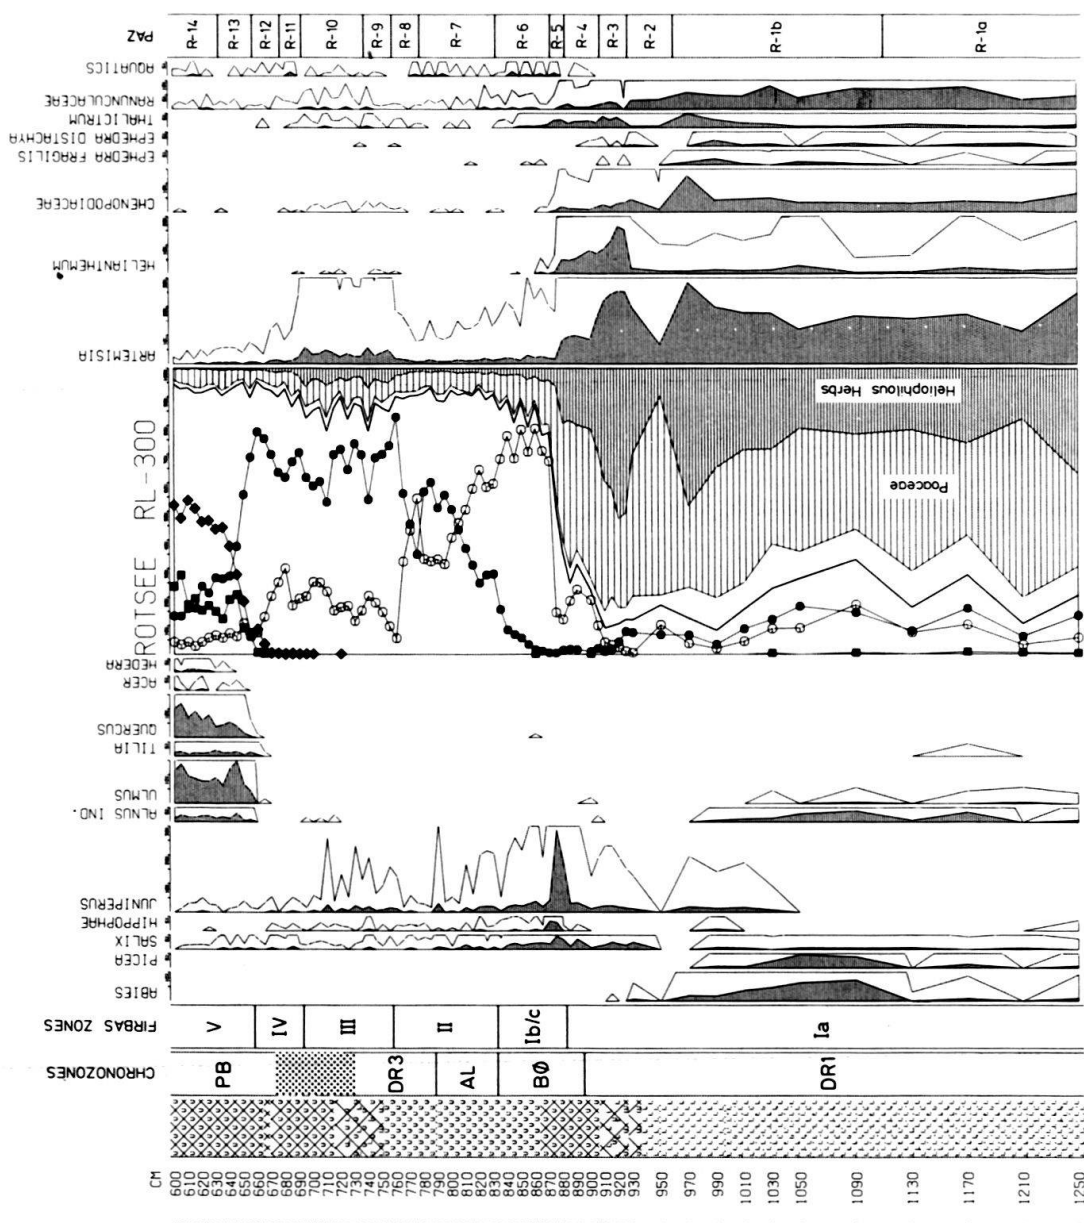 PAZ
R-14
R-13
R-12
R-11
R-10
R-9
R-8
R-7
R-6
R-5
R-4
R-3
R-2
R-1b
R-1a
AQUATICS
RANUNCULACEAE
THALICTRUM
EPHEDRA DISTACHYA
EPHEDRA FRAGILIS
CHENOPODIACEAE
HELIANTHEMUM
ARTEMISIA
ROTSEE RL-300
Heliophilous Herbs
Poaceae
HEDERA
ACER
QUERCUS
TILIA
ULMUS
ALNUS IND.
JUNIPERUS
HIPPOPHAE
SALIX
PICEA
ABIES
FIRBAS ZONES
V
IV
III
II
Ib/c
Ia
CHRONOZONES
PB
DR3
AL
BØ
DR1
CM
600
610
620
630
640
650
660
670
680
690
700
710
720
730
740
750
760
770
780
790
800
810
820
830
840
850
860
870
880
890
900
910
920
930
950
970
990
1010
1030
1050
1090
1130
1170
1210
1250